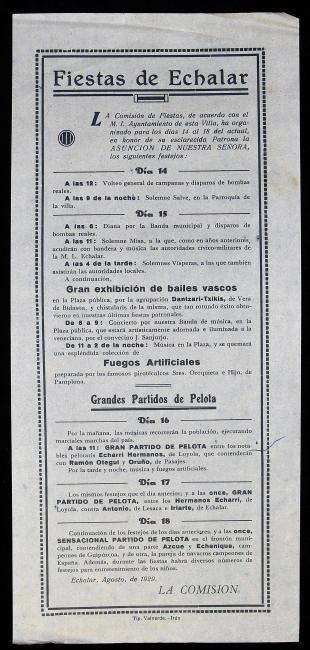 Fiestas de Echalar
LA Comisión de Fiestas, de acuerdo con el
M. I. Ayuntamiento de esta Villa, ha orga-
nizado para los días 14 al 18 del actual,
en honor de su esclarecida Patrona la
ASUNCION DE NUESTRA SEÑORA,
los siguientes festejos:
Día 14
A las 12: Volteo general de campanas y disparos de bombas
reales.
A las 9 de la noche: Solemne Salve, en la Parroquia de
la villa.
Día 15
A las 6: Diana por la Banda municipal y disparos de
bombas reales.
A las 11: Solemne Misa, a la que, como en años anteriores,
acudirán con bandera y música las autoridades cívico-militares de
la M. L. Echalar.
A las 4 de la tarde: Solemnes Vísperas, a las que también
asistirán las autoridades locales.
A continuación,
Gran exhibición de bailes vascos
en la Plaza pública, por la agrupación Dantzari-Txikis, de Vera
de Bidasoa, y chistularis de la misma, que tan rotundo éxito obtu-
vieron en nuestras últimas fiestas patronales.
De 6 a 9: Concierto por nuestra Banda de música, en la
Plaza pública, que estará artísticamente adornada e iluminada a la
veneciana, por el convecino J. Sanjurjo.
De 11 a 2 de la noche: Música en la Plaza, y se quemará
una espléndida colección de
Fuegos Artificiales
preparada por los famosos pirotécnicos Sres. Oroquieta e Hijo, de
Pamplona.
Grandes Partidos de Pelota
Día 16
Por la mañana, las músicas recorrerán la población, ejecutando
marciales marchas del país.
A las 11: GRAN PARTIDO DE PELOTA entre los nota-
bles pelotaris Echarri Hermanos, de Loyola, que contenderán
con Ramón Otegui y Oruño, de Pasajes.
Por la tarde y noche, música y fuegos artificiales.
Día 17
Los mismos festejos que el día anterior; y a las once, GRAN
PARTIDO DE PELOTA, entre los Hermanos Echarri, de
Loyola, contra Antonio, de Lesaca e Iriarte, de Echalar.
Día 18
Continuación de los festejos de los días anteriores, y a las once,
SENSACIONAL PARTIDO DE PELOTA en el frontón muni-
cipal, contendiendo de una parte Azcue y Echenique, cam-
peones de Guipúzcoa, y de otra, la pareja de navarros campeones de
España. Además, durante las fiestas habrá diversos números de
festejos para entretenimiento de los niños.
Echalar, Agosto, de 1929.
LA COMISION.
Tip. Valverde.-Irún